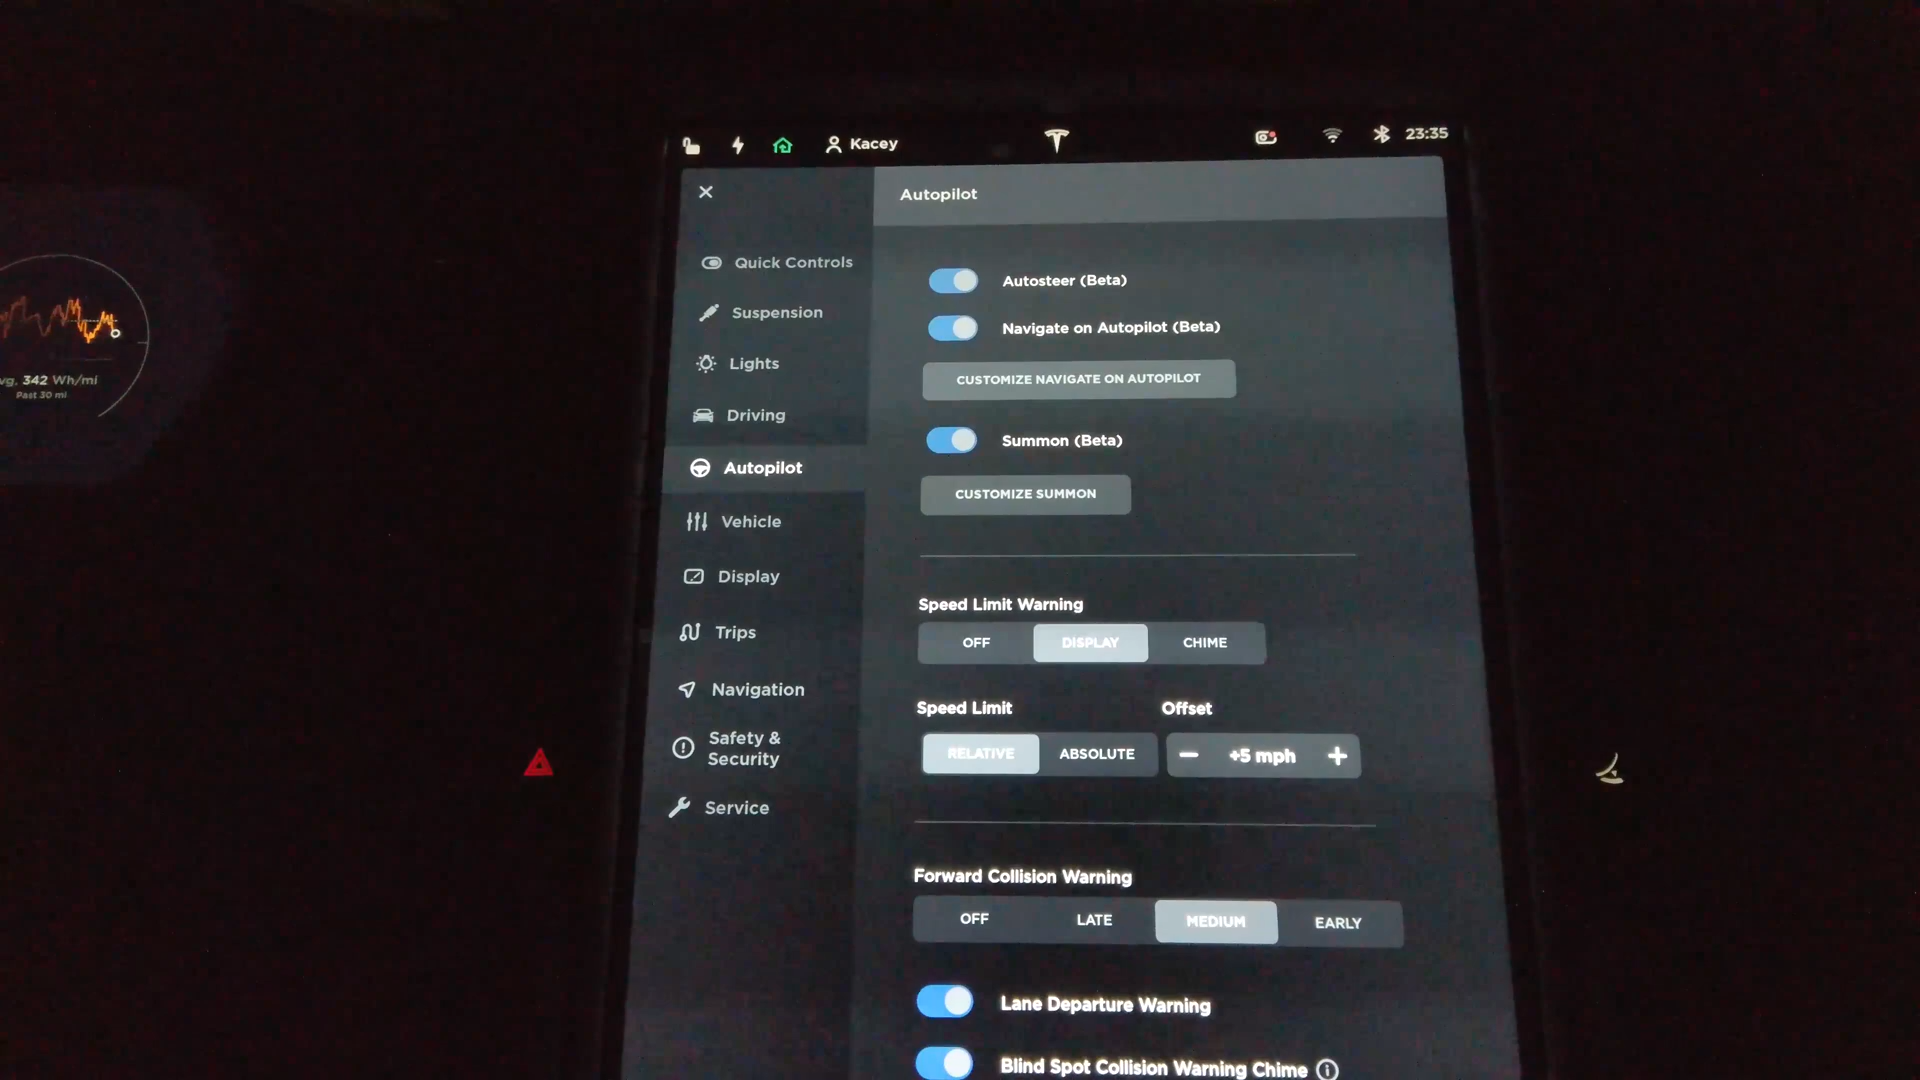 Kacey
23:35
Autopilot
Quick Controls
Suspension
Lights
Driving
Autopilot
Vehicle
Display
Trips
Navigation
Safety &
Security
Service
Autosteer (Beta)
Navigate on Autopilot (Beta)
CUSTOMIZE NAVIGATE ON AUTOPILOT
Summon (Beta)
CUSTOMIZE SUMMON
Speed Limit Warning
OFF DISPLAY CHIME
Speed Limit Offset
RELATIVE ABSOLUTE +5 mph
Forward Collision Warning
OFF LATE MEDIUM EARLY
Lane Departure Warning
Blind Spot Collision Warning Chime
342 Wh/mi
Past 30 mi